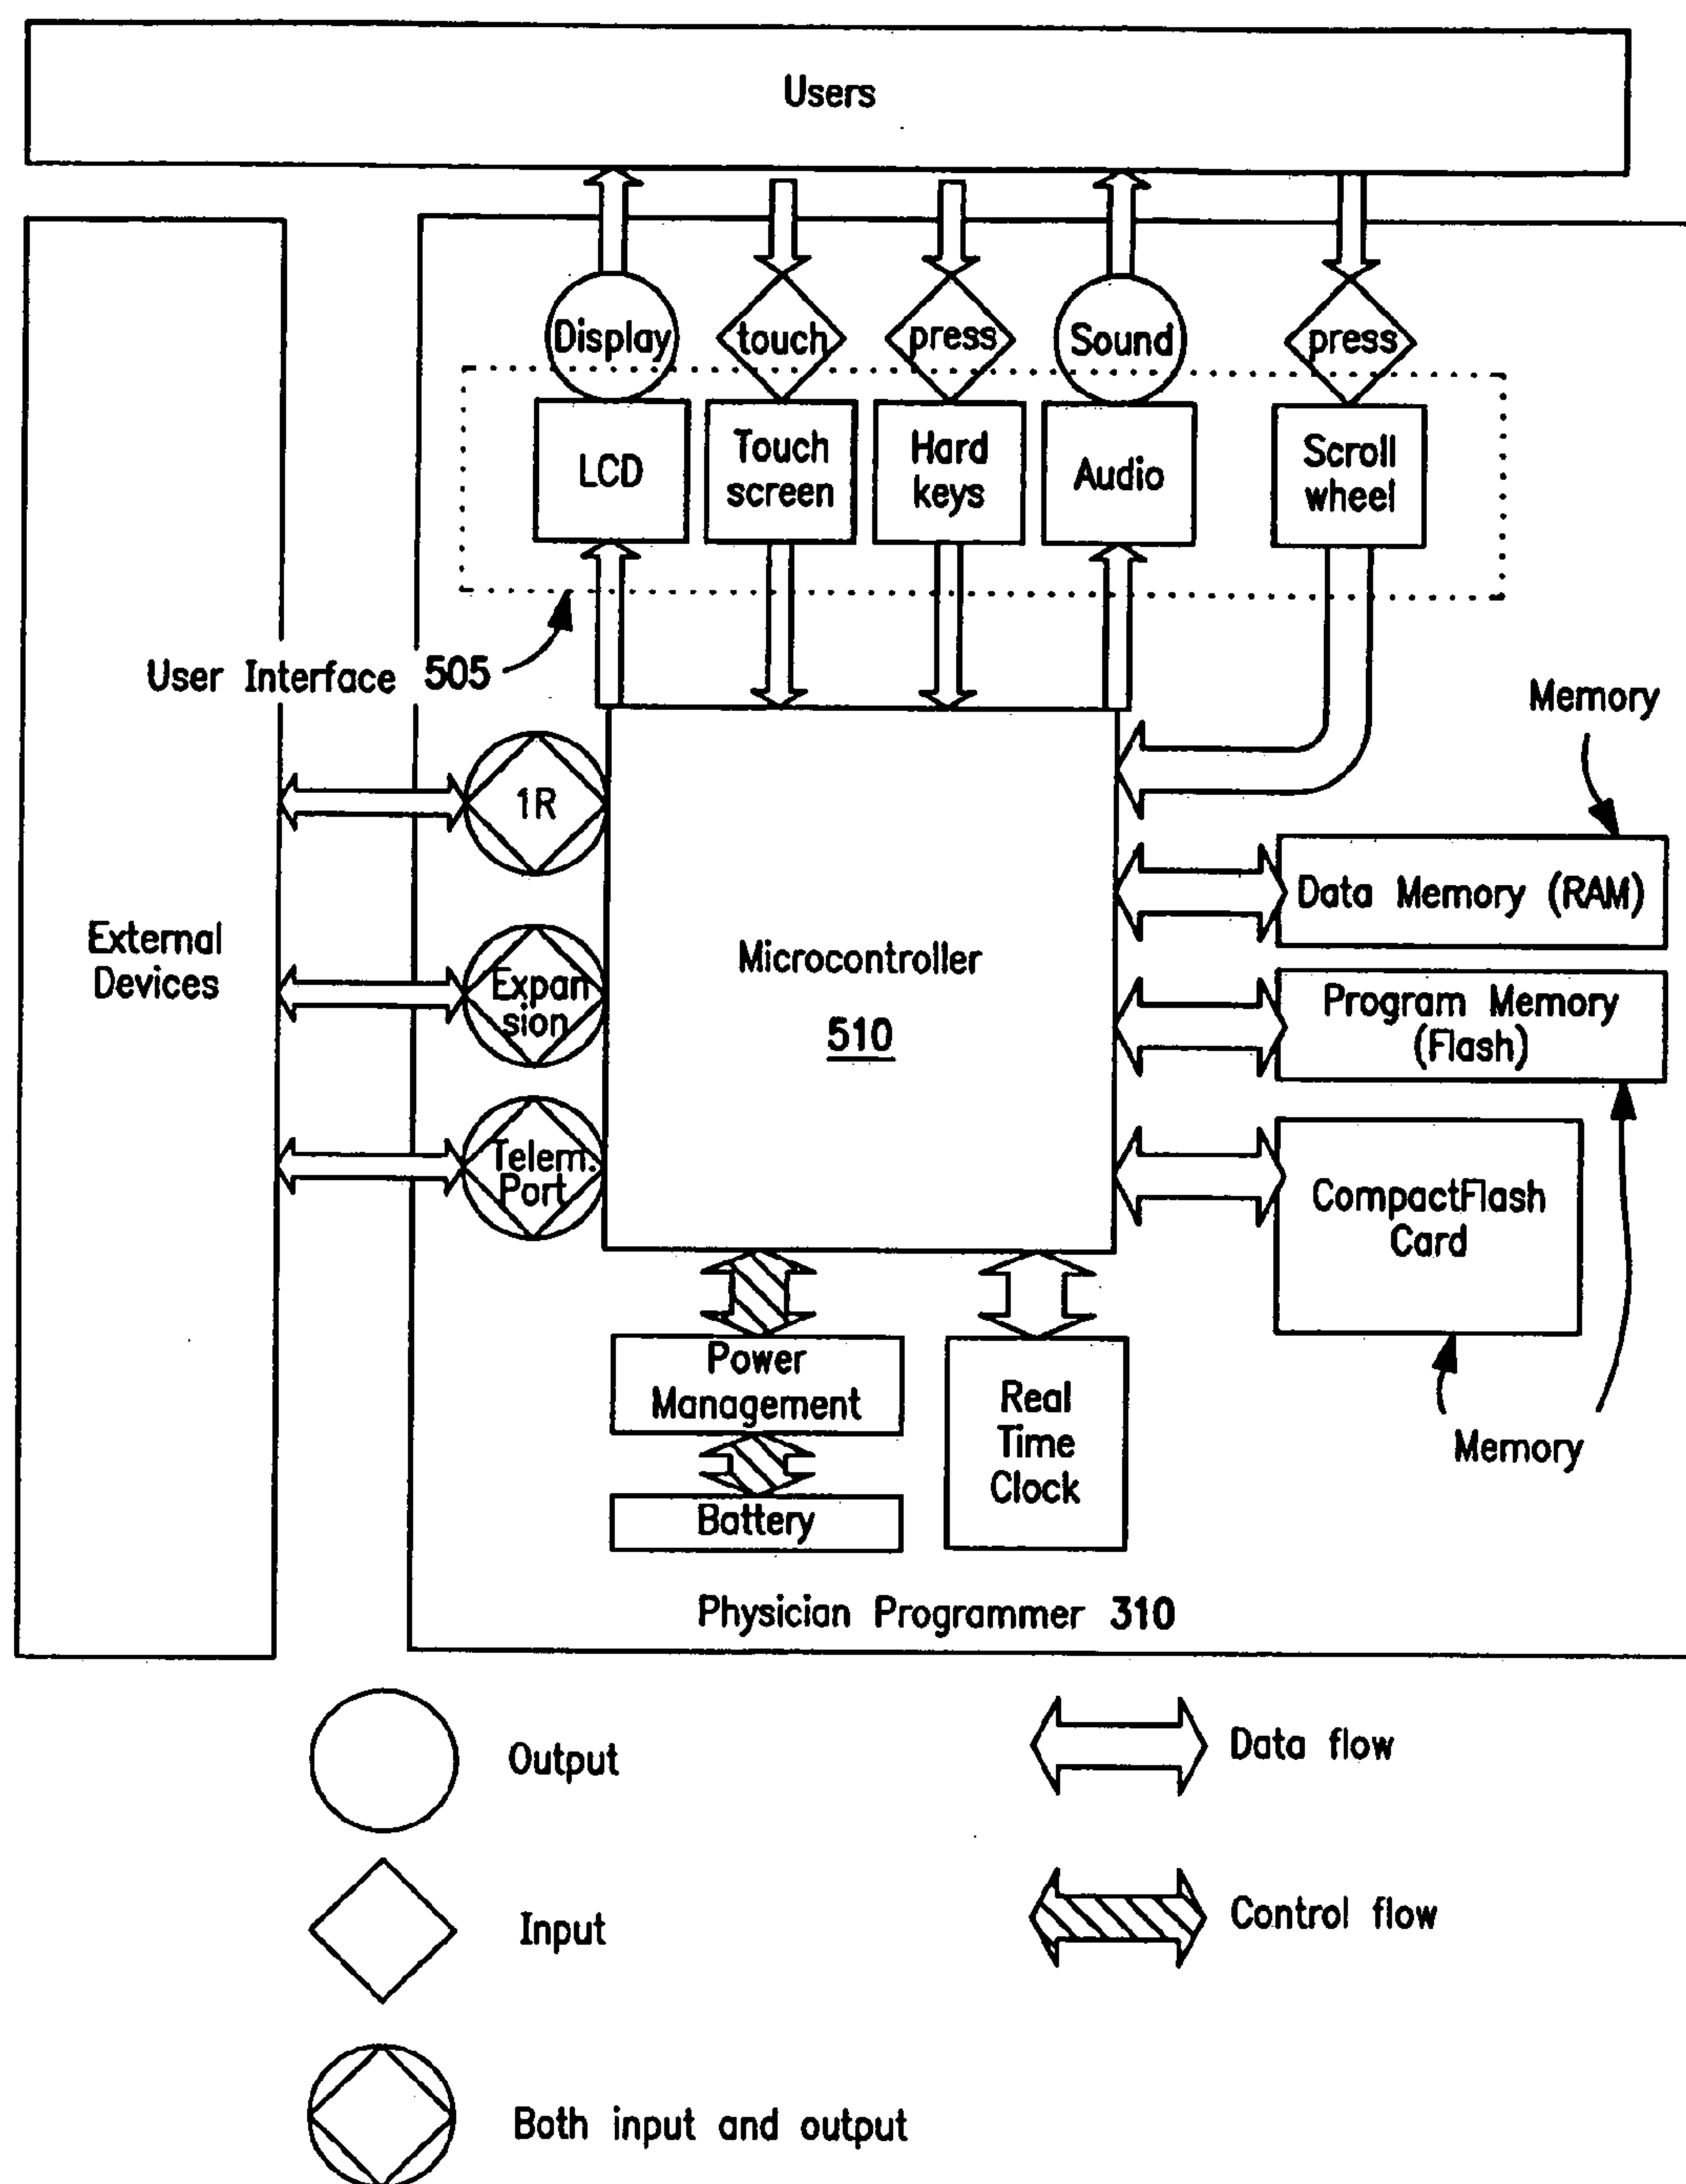 Users
Display
touch
press
Sound
press
LCD
Touch
screen
Hard
keys
Audio
Scroll
wheel
User Interface 505
Memory
1R
Data Memory (RAM)
External
Devices
Expan
sion
Microcontroller
510
Program Memory
(Flash)
Telem.
Port
CompactFlash
Card
Power
Management
Real
Time
Clock
Memory
Battery
Physician Programmer 310
Output
Data flow
Input
Control flow
Both input and output